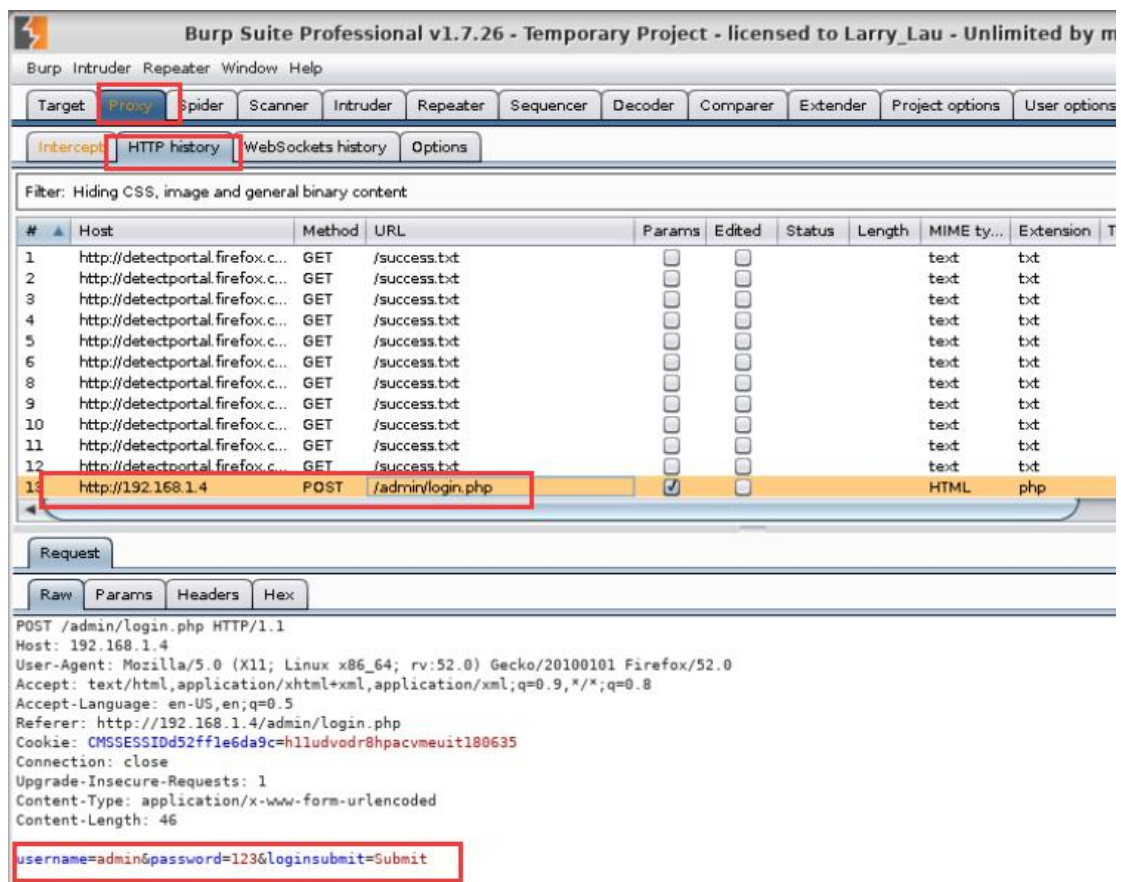 Burp Suite Professional v1.7.26 - Temporary Project - licensed to Larry_Lau - Unlimited by m
Burp Intruder Repeater Window Help
Target Proxy Spider Scanner Intruder Repeater Sequencer Decoder Comparer Extender Project options User options
Intercept HTTP history WebSockets history Options
Filter: Hiding CSS, image and general binary content
# Host Method URL Params Edited Status Length MIME ty... Extension T
1 http://detectportal.firefox.c... GET /success.txt text txt
2 http://detectportal.firefox.c... GET /success.txt text txt
3 http://detectportal.firefox.c... GET /success.txt text txt
4 http://detectportal.firefox.c... GET /success.txt text txt
5 http://detectportal.firefox.c... GET /success.txt text txt
6 http://detectportal.firefox.c... GET /success.txt text txt
8 http://detectportal.firefox.c... GET /success.txt text txt
9 http://detectportal.firefox.c... GET /success.txt text txt
10 http://detectportal.firefox.c... GET /success.txt text txt
11 http://detectportal.firefox.c... GET /success.txt text txt
12 http://detectportal.firefox.c... GET /success.txt text txt
13 http://192.168.1.4 POST /admin/login.php HTML php
Request
Raw Params Headers Hex
POST /admin/login.php HTTP/1.1
Host: 192.168.1.4
User-Agent: Mozilla/5.0 (X11; Linux x86_64; rv:52.0) Gecko/20100101 Firefox/52.0
Accept: text/html,application/xhtml+xml,application/xml;q=0.9,*/*;q=0.8
Accept-Language: en-US,en;q=0.5
Referer: http://192.168.1.4/admin/login.php
Cookie: CMSSESSIDd52ff1e6da9c=h11udvodr8hpacvmeuit180635
Connection: close
Upgrade-Insecure-Requests: 1
Content-Type: application/x-www-form-urlencoded
Content-Length: 46
username=admin&password=123&loginsubmit=Submit